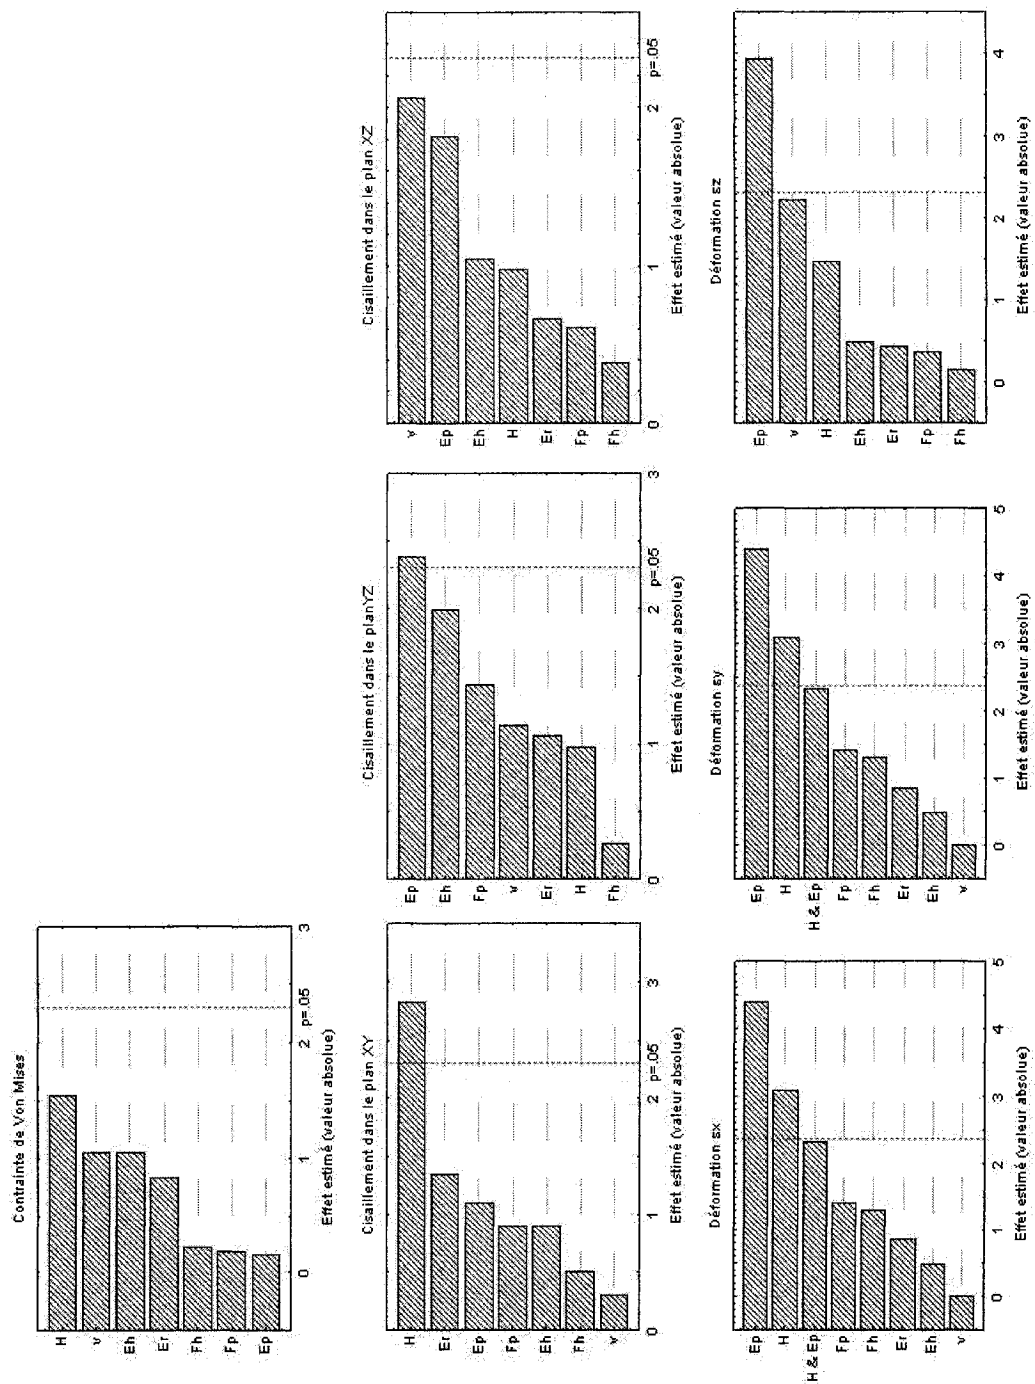 Contrainte de Von Mises
H
v
Eh
Er
Fh
Fp
Ep
0 1 2 p=.05 3
Effet estimé (valeur absolue)
Cisaillement dans le plan XY
H
Er
Ep
Fp
Eh
Fh
v
0 1 2 p=.05 3
Effet estimé (valeur absolue)
Cisaillement dans le planYZ
Ep
Eh
Fp
v
Er
H
Fh
0 1 2 p=.05 3
Effet estimé (valeur absolue)
Cisaillement dans le plan XZ
v
Ep
Eh
H
Er
Fp
Fh
0 1 2 p=.05
Effet estimé (valeur absolue)
Déformation εx
Ep
H
H & Ep
Fp
Fh
Er
Eh
v
0 1 2 3 4 5
Effet estimé (valeur absolue)
Déformation εy
Ep
H
H & Ep
Fp
Fh
Er
Eh
v
0 1 2 3 4 5
Effet estimé (valeur absolue)
Déformation εz
Ep
v
H
Eh
Er
Fp
Fh
0 1 2 3 4
Effet estimé (valeur absolue)